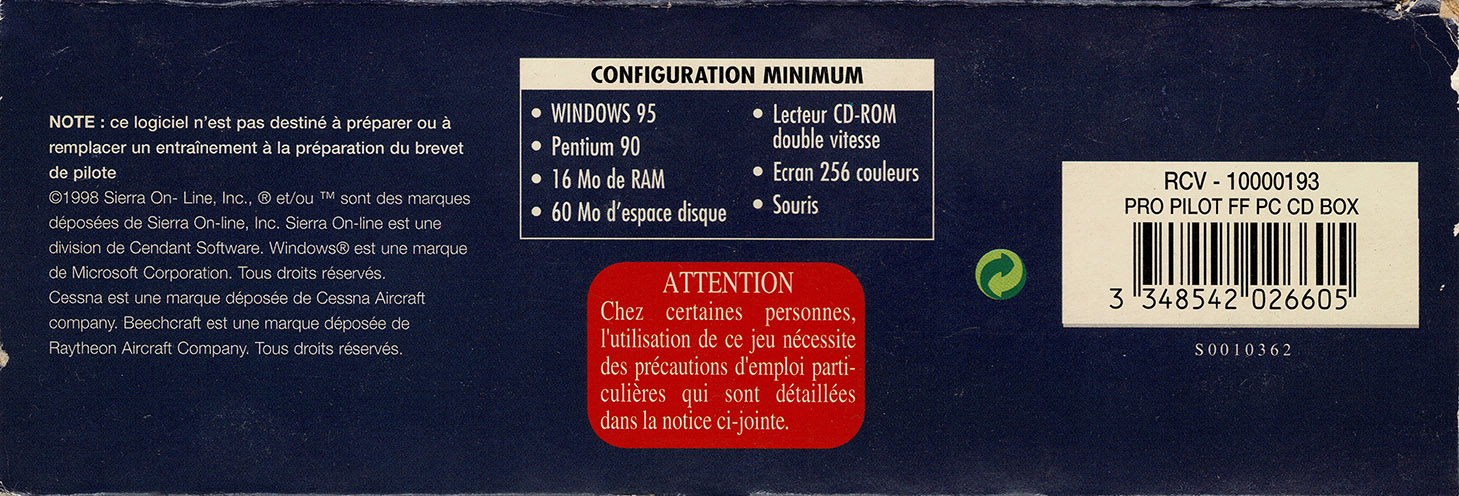 NOTE : ce logiciel n'est pas destiné à préparer ou à
remplacer un entraînement à la préparation du brevet
de pilote
©1998 Sierra On- Line, Inc., ® et/ou ™ sont des marques
déposées de Sierra On-line, Inc. Sierra On-line est une
division de Cendant Software. Windows® est une marque
de Microsoft Corporation. Tous droits réservés.
Cessna est une marque déposée de Cessna Aircraft
company. Beechcraft est une marque déposée de
Raytheon Aircraft Company. Tous droits réservés.
CONFIGURATION MINIMUM
• WINDOWS 95
• Pentium 90
• 16 Mo de RAM
• 60 Mo d'espace disque
• Lecteur CD-ROM
double vitesse
• Ecran 256 couleurs
• Souris
ATTENTION
Chez certaines personnes,
l'utilisation de ce jeu nécessite
des précautions d'emploi parti-
culières qui sont détaillées
dans la notice ci-jointe.
RCV - 10000193
PRO PILOT FF PC CD BOX
3 348542 026605
S0010362